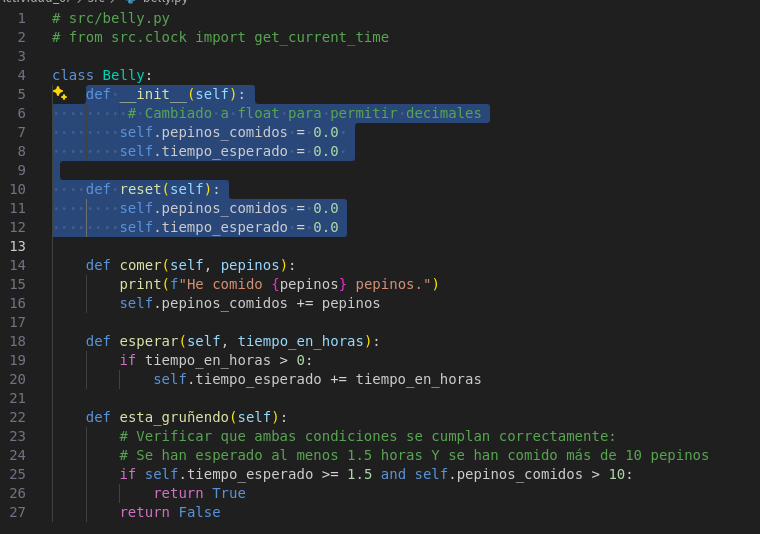 src
belly.py
1 # src/belly.py
2 # from src.clock import get_current_time
3
4 class Belly:
5 def __init__(self):
6 # Cambiado a float para permitir decimales
7 self.pepinos_comidos = 0.0
8 self.tiempo_esperado = 0.0
9
10 def reset(self):
11 self.pepinos_comidos = 0.0
12 self.tiempo_esperado = 0.0
13
14 def comer(self, pepinos):
15 print(f"He comido {pepinos} pepinos.")
16 self.pepinos_comidos += pepinos
17
18 def esperar(self, tiempo_en_horas):
19 if tiempo_en_horas > 0:
20 self.tiempo_esperado += tiempo_en_horas
21
22 def esta_gruñendo(self):
23 # Verificar que ambas condiciones se cumplan correctamente:
24 # Se han esperado al menos 1.5 horas Y se han comido más de 10 pepinos
25 if self.tiempo_esperado >= 1.5 and self.pepinos_comidos > 10:
26 return True
27 return False